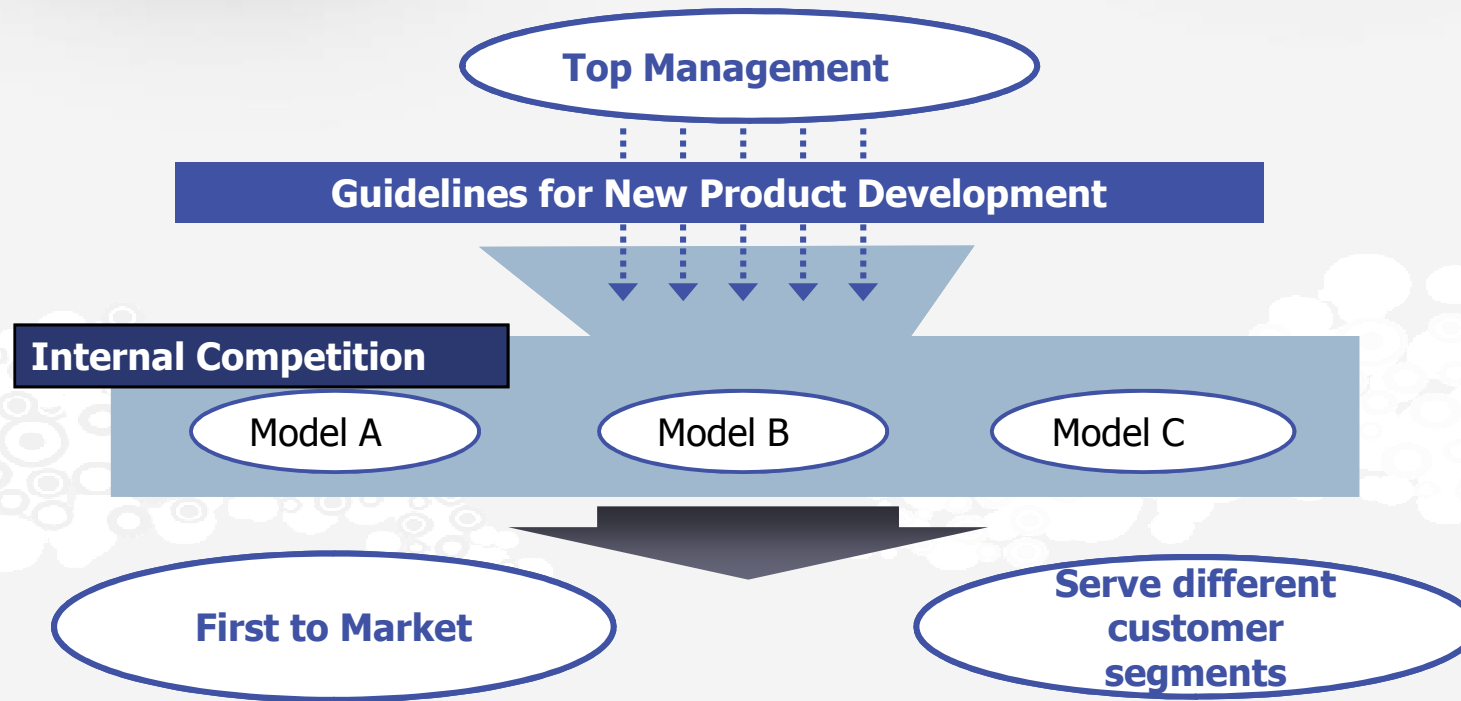 Top Management
Guidelines for New Product Development
Internal Competition
Model A
Model B
Model C
First to Market
Serve different
customer
segments